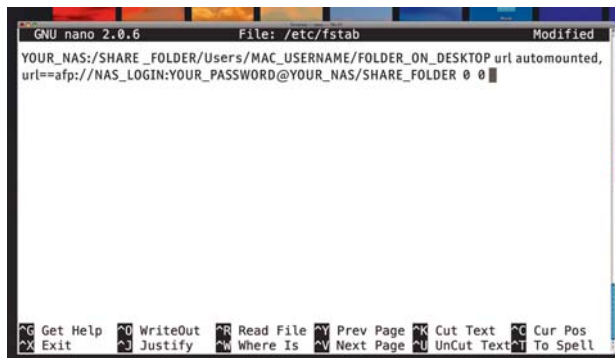 GNU nano 2.0.6 File: /etc/fstab Modified
YOUR_NAS:/SHARE _FOLDER/Users/MAC_USERNAME/FOLDER_ON_DESKTOP url automounted,
url==afp://NAS_LOGIN:YOUR_PASSWORD@YOUR_NAS/SHARE_FOLDER 0 0
^G Get Help ^O WriteOut ^R Read File ^Y Prev Page ^K Cut Text ^C Cur Pos
^X Exit ^J Justify ^W Where Is ^V Next Page ^U UnCut Text ^T To Spell